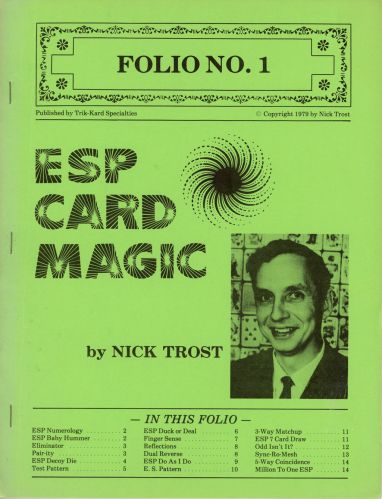 FOLIO NO. 1
Published by Trik-Kard Specialties © Copyright 1979 by Nick Trost
ESP
CARD
MAGIC
by NICK TROST
— IN THIS FOLIO —
ESP Numerology 2
ESP Baby Hummer 2
Eliminator 3
Pair-ity 3
ESP Decoy Die 4
Test Pattern 5
ESP Duck or Deal 6
Finger Sense 7
Reflections 8
Dual Reverse 8
ESP Do As I Do 9
E. S. Pattern 10
3-Way Matchup 11
ESP 7 Card Draw 11
Odd Isn't It? 12
Sync-Ro-Mesh 13
5-Way Coincidence 14
Million To One ESP 14